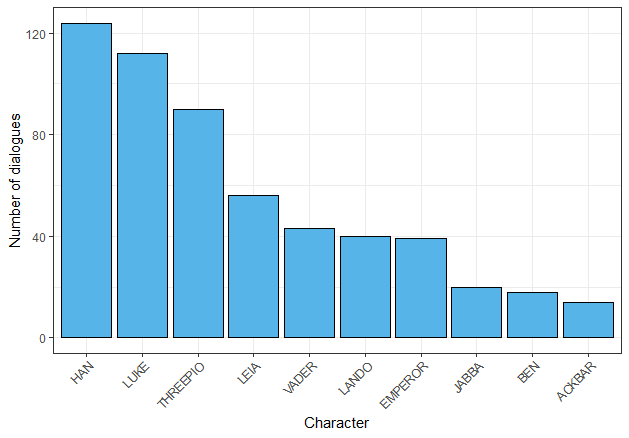 Number of dialogues
120
80
40
0
HAN
LUKE
THREEPIO
LEIA
VADER
LANDO
EMPEROR
JABBA
BEN
ACKBAR
Character